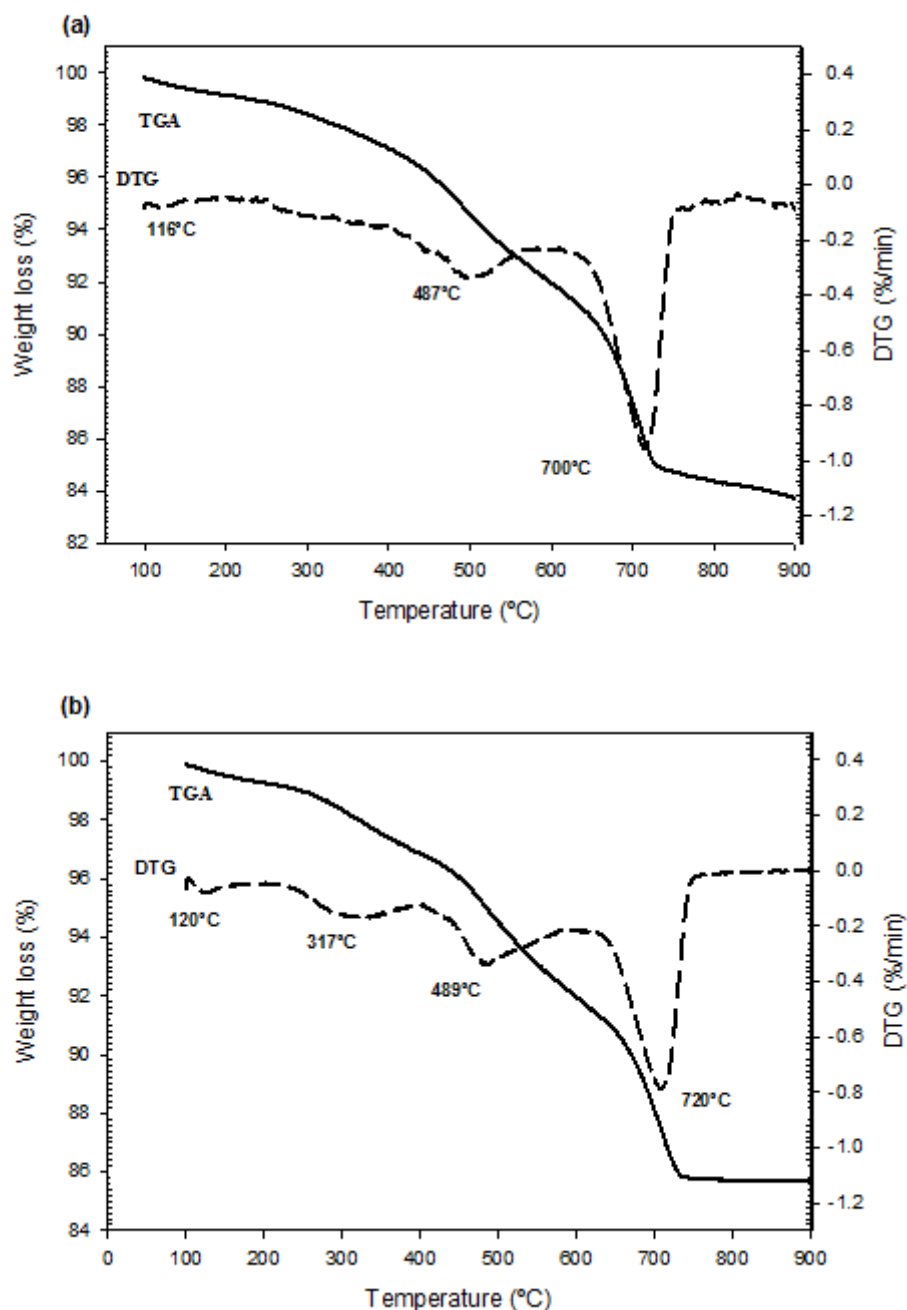 (a)
100
98
96
94
92
90
88
86
84
82
Weight loss (%)
TGA
DTG
116°C
487°C
700°C
0.4
0.2
0.0
-0.2
-0.4
-0.6
-0.8
-1.0
-1.2
DTG (%/min)
100 200 300 400 500 600 700 800 900
Temperature (ºC)
(b)
100
98
96
94
92
90
88
86
84
Weight loss (%)
TGA
DTG
120°C
317°C
489°C
720°C
0.4
0.2
0.0
-0.2
-0.4
-0.6
-0.8
-1.0
-1.2
DTG (%/min)
0 100 200 300 400 500 600 700 800 900
Temperature (ºC)